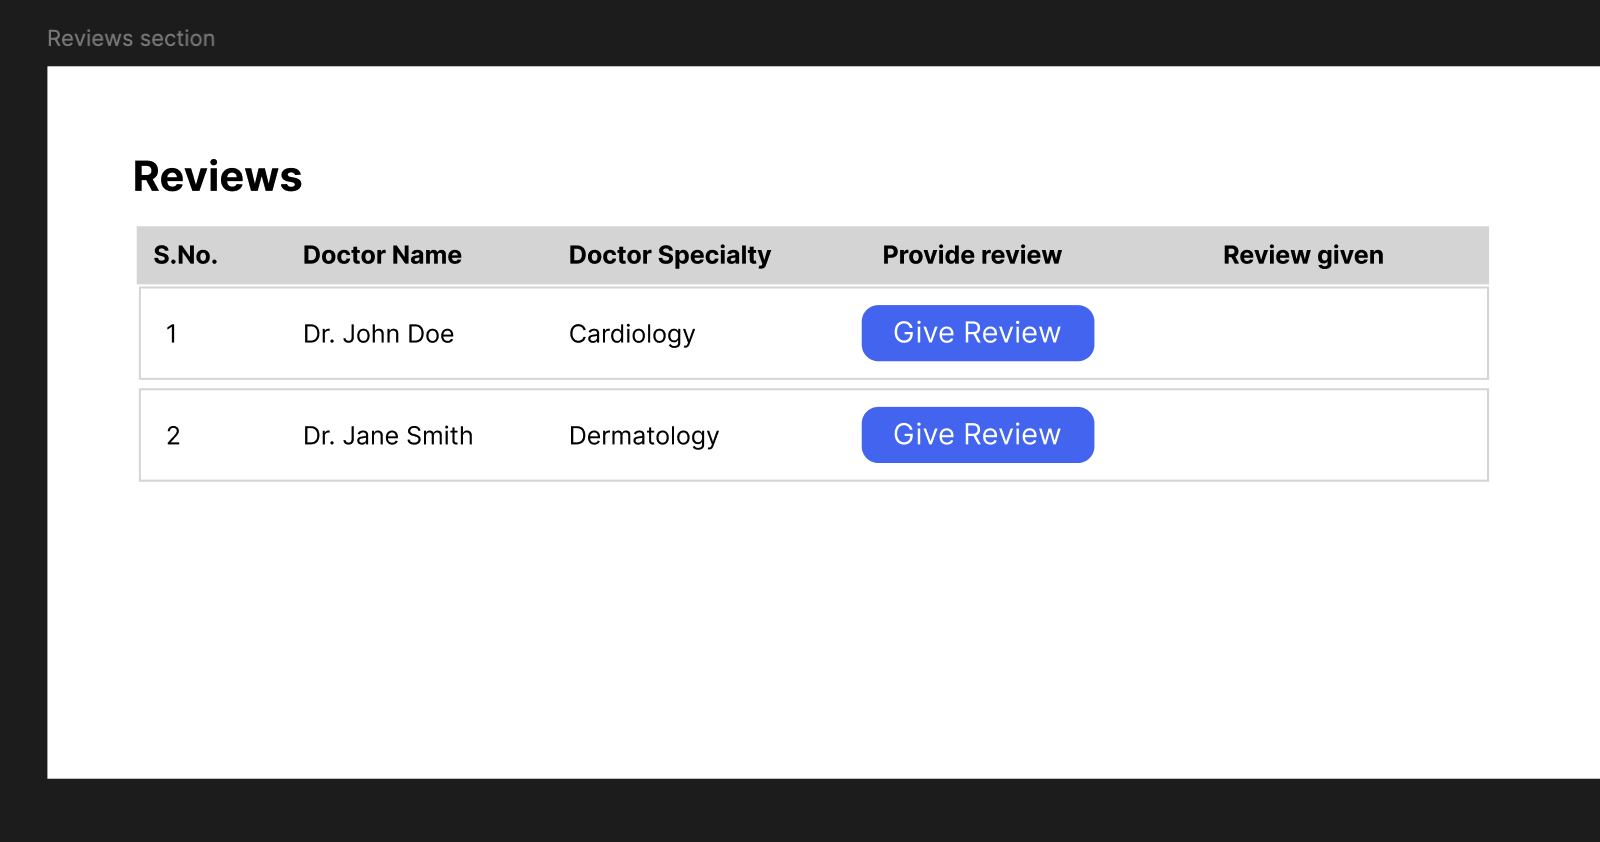 Reviews section
Reviews
S.No. Doctor Name Doctor Specialty Provide review Review given
1 Dr. John Doe Cardiology Give Review
2 Dr. Jane Smith Dermatology Give Review